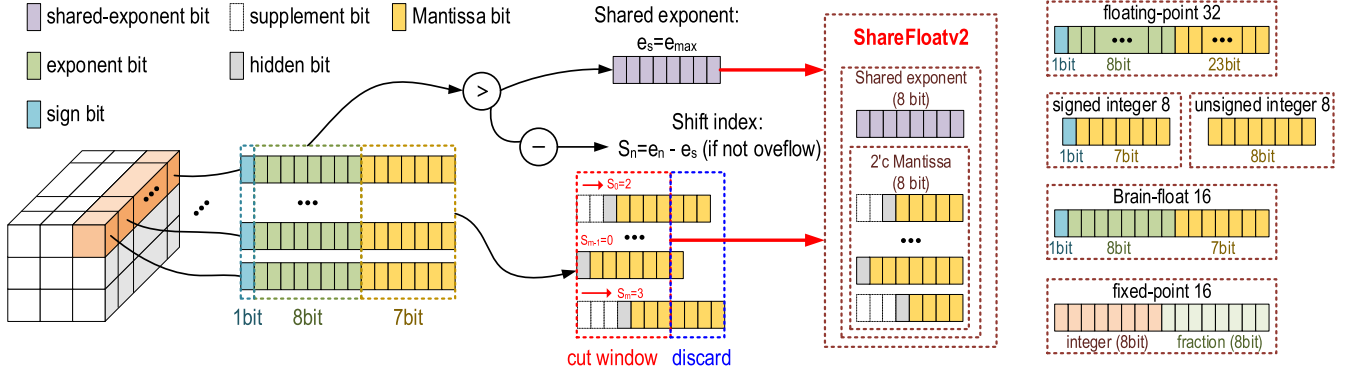 shared-exponent bit
supplement bit
Mantissa bit
exponent bit
hidden bit
sign bit
1bit
8bit
7bit
•••
•••
•••
>
−
Shared exponent:
eₛ=eₘₐₓ
Shift index:
Sₙ=eₙ - eₛ (if not oveflow)
S₀=2
•••
Sₘ₋₁=0
Sₘ=3
cut window
discard
ShareFloatv2
Shared exponent
(8 bit)
2'c Mantissa
(8 bit)
•••
floating-point 32
•••
•••
1bit
8bit
23bit
signed integer 8
1bit
7bit
unsigned integer 8
8bit
Brain-float 16
1bit
8bit
7bit
fixed-point 16
integer (8bit)
fraction (8bit)